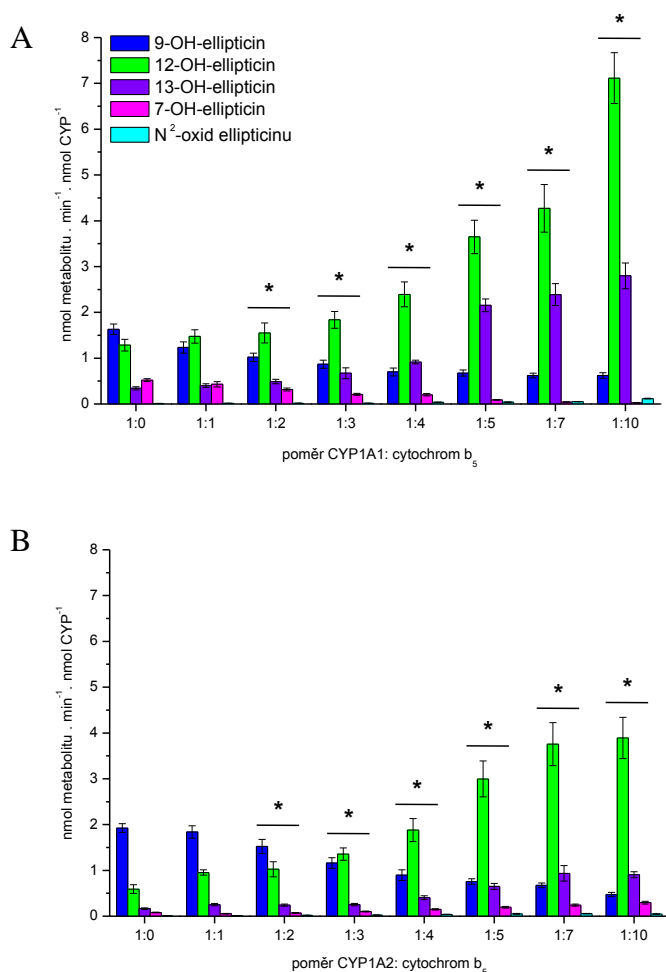 A
9-OH-ellipticin
12-OH-ellipticin
13-OH-ellipticin
7-OH-ellipticin
N²-oxid ellipticinu
nmol metabolitu . min⁻¹. nmol CYP⁻¹
8
7
6
5
4
3
2
1
0
* * * * * *
1:0 1:1 1:2 1:3 1:4 1:5 1:7 1:10
poměr CYP1A1: cytochrom b₅
B
nmol metabolitu . min⁻¹. nmol CYP⁻¹
8
7
6
5
4
3
2
1
0
* * * * * *
1:0 1:1 1:2 1:3 1:4 1:5 1:7 1:10
poměr CYP1A2: cytochrom b₅